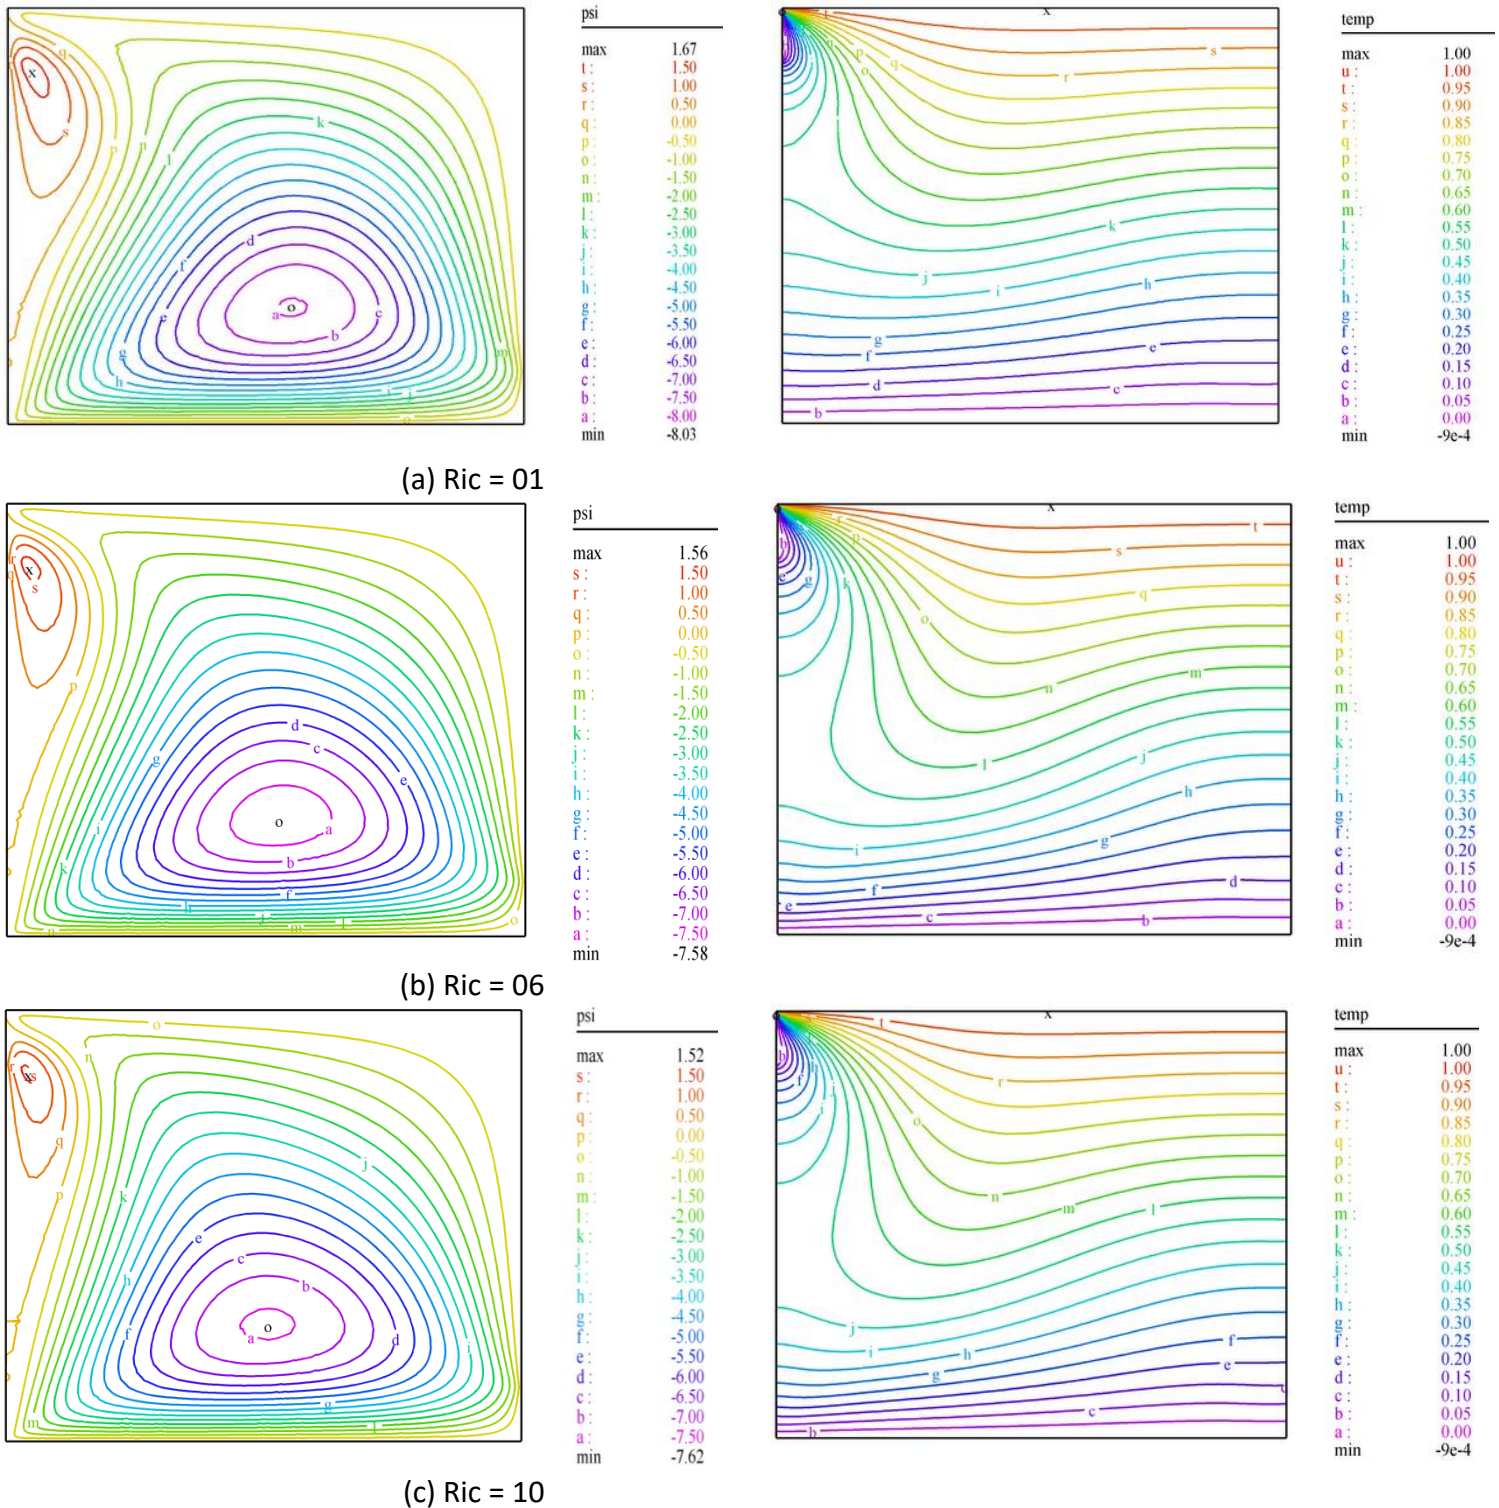 q
x
s
k
p n l
d
f
o
e a c
b
g m
h
i j
o
psi
max 1.67
t : 1.50
s : 1.00
r : 0.50
q : 0.00
p : -0.50
o : -1.00
n : -1.50
m : -2.00
l : -2.50
k : -3.00
j : -3.50
i : -4.00
h : -4.50
g : -5.00
f : -5.50
e : -6.00
d : -6.50
c : -7.00
b : -7.50
a : -8.00
min -8.03
t x
s
p q
o r
k
j i h
g
f e
d c
b
temp
max 1.00
u : 1.00
t : 0.95
s : 0.90
r : 0.85
q : 0.80
p : 0.75
o : 0.70
n : 0.65
m : 0.60
l : 0.55
k : 0.50
j : 0.45
i : 0.40
h : 0.35
g : 0.30
f : 0.25
e : 0.20
d : 0.15
c : 0.10
b : 0.05
a : 0.00
min -9e-4
(a) Ric = 01
r
q x
s
p
d
c
g e
o
i a
k b
f
h
j l o
n m
psi
max 1.56
s : 1.50
r : 1.00
q : 0.50
p : 0.00
o : -0.50
n : -1.00
m : -1.50
l : -2.00
k : -2.50
j : -3.00
i : -3.50
h : -4.00
g : -4.50
f : -5.00
e : -5.50
d : -6.00
c : -6.50
b : -7.00
a : -7.50
min -7.58
x
r t
p
b s
e g k q
o
n m
l j
h
i g
f d
e c b
temp
max 1.00
u : 1.00
t : 0.95
s : 0.90
r : 0.85
q : 0.80
p : 0.75
o : 0.70
n : 0.65
m : 0.60
l : 0.55
k : 0.50
j : 0.45
i : 0.40
h : 0.35
g : 0.30
f : 0.25
e : 0.20
d : 0.15
c : 0.10
b : 0.05
a : 0.00
min -9e-4
(b) Ric = 06
o
n
r x s
q
j
p k
e
c
h b
o
f a d
i
g
m l
psi
max 1.52
s : 1.50
r : 1.00
q : 0.50
p : 0.00
o : -0.50
n : -1.00
m : -1.50
l : -2.00
k : -2.50
j : -3.00
i : -3.50
h : -4.00
g : -4.50
f : -5.00
e : -5.50
d : -6.00
c : -6.50
b : -7.00
a : -7.50
min -7.62
x
s t
b h
f r
i j
o
n m l
j
i h f
g e
c
b
temp
max 1.00
u : 1.00
t : 0.95
s : 0.90
r : 0.85
q : 0.80
p : 0.75
o : 0.70
n : 0.65
m : 0.60
l : 0.55
k : 0.50
j : 0.45
i : 0.40
h : 0.35
g : 0.30
f : 0.25
e : 0.20
d : 0.15
c : 0.10
b : 0.05
a : 0.00
min -9e-4
(c) Ric = 10